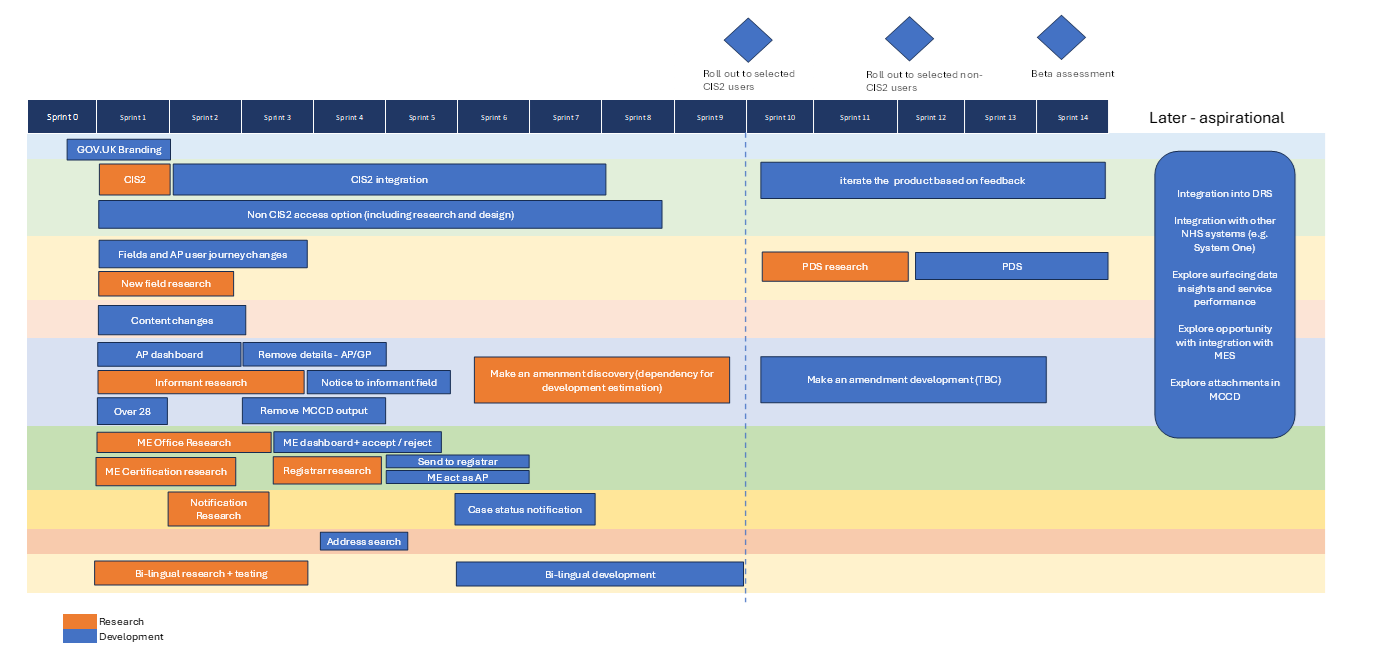 Roll out to selected
CIS2 users
Roll out to selected non-
CIS2 users
Beta assessment
Sprint 0
Sprint 1
Sprint 2
Sprint 3
Sprint 4
Sprint 5
Sprint 6
Sprint 7
Sprint 8
Sprint 9
Sprint 10
Sprint 11
Sprint 12
Sprint 13
Sprint 14
Later - aspirational
GOV.UK Branding
CIS2
CIS2 integration
iterate the product based on feedback
Non CIS2 access option (including research and design)
Fields and AP user journey changes
New field research
PDS research
PDS
Content changes
AP dashboard
Remove details - AP/GP
Informant research
Notice to informant field
Over 28
Remove MCCD output
Make an amenment discovery (dependency for
development estimation)
Make an amendment development (TBC)
ME Office Research
ME dashboard + accept / reject
ME Certification research
Registrar research
Send to registrar
ME act as AP
Notification
Research
Case status notification
Address search
Bi-lingual research + testing
Bi-lingual development
Integration into DRS
Integration with other
NHS systems (e.g.
System One)
Explore surfacing data
insights and service
performance
Explore opportunity
with integration with
MES
Explore attachments in
MCCD
Research
Development